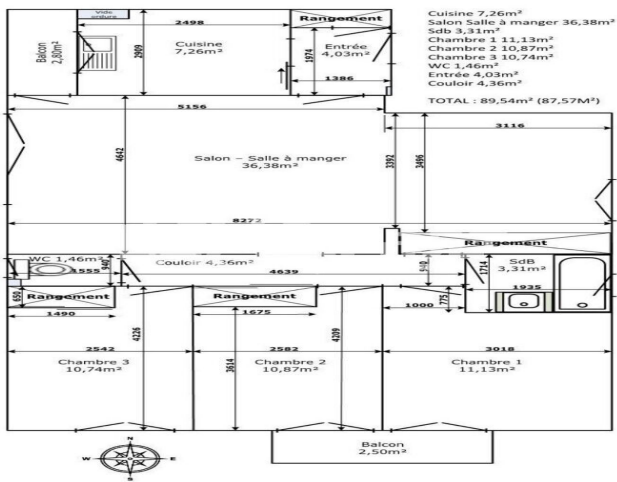 Cuisine 7,26m²
Salon Salle à manger 36,38m²
Sdb 3,31m²
Chambre 1 11,13m²
Chambre 2 10,87m²
Chambre 3 10,74m²
WC 1,46m²
Entrée 4,03m²
Couloir 4,36m²
TOTAL : 89,54m² (87,57M²)
Vide
ordure
2498
Rangement
Balcon
2,80m²
2909
Cuisine
7,26m²
1974
Entrée
4,03m²
1386
5156
3116
4642
Salon – Salle à manger
36,38m²
3392
3496
8272
Rangement
WC 1,46m²
1555
940
Couloir 4,36m²
4639
940
1714
SdB
3,31m²
1935
650
Rangement
1490
Rangement
1675
775
1000
4226
4209
2542
2582
3018
Chambre 3
10,74m²
3614
Chambre 2
10,87m²
Chambre 1
11,13m²
N
W
E
S
Balcon
2,50m²